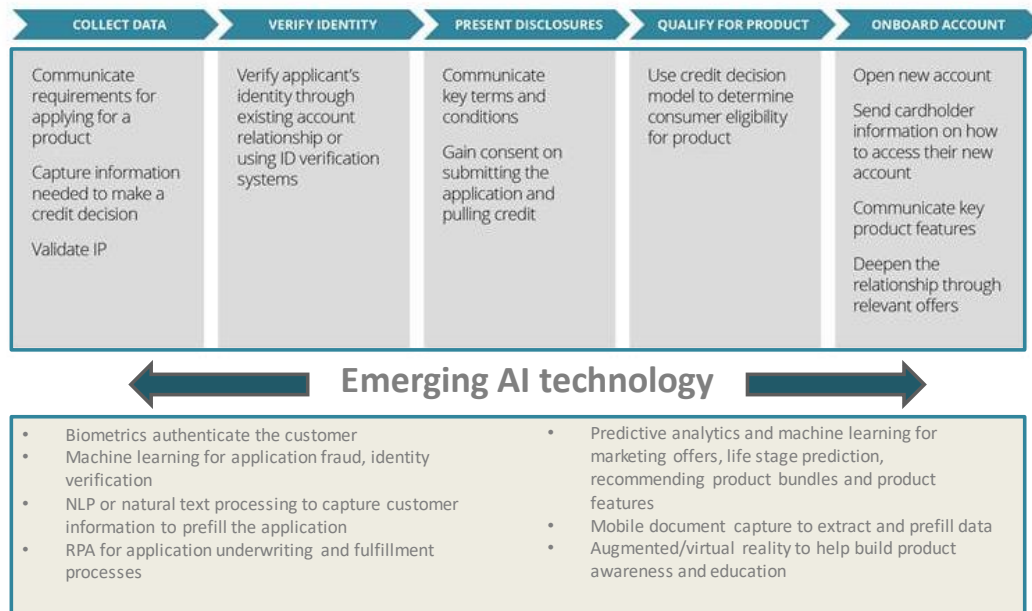 COLLECT DATA
VERIFY IDENTITY
PRESENT DISCLOSURES
QUALIFY FOR PRODUCT
ONBOARD ACCOUNT
Communicate
requirements for
applying for a
product
Capture information
needed to make a
credit decision
Validate IP
Verify applicant's
identity through
existing account
relationship or
using ID verification
systems
Communicate
key terms and
conditions
Gain consent on
submitting the
application and
pulling credit
Use credit decision
model to determine
consumer eligibility
for product
Open new account
Send cardholder
information on how
to access their new
account
Communicate key
product features
Deepen the
relationship through
relevant offers
Emerging AI technology
• Biometrics authenticate the customer
• Machine learning for application fraud, identity
verification
• NLP or natural text processing to capture customer
information to prefill the application
• RPA for application underwriting and fulfillment
processes
• Predictive analytics and machine learning for
marketing offers, life stage prediction,
recommending product bundles and product
features
• Mobile document capture to extract and prefill data
• Augmented/virtual reality to help build product
awareness and education